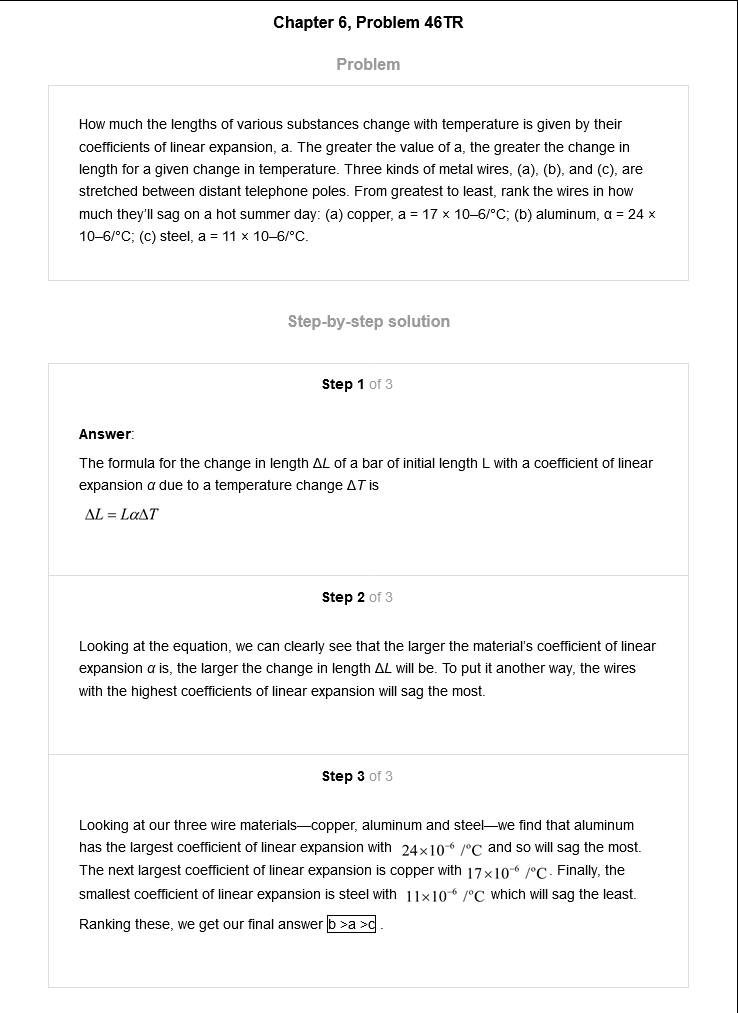 Chapter 6, Problem 46TR
Problem
How much the lengths of various substances change with temperature is given by their
coefficients of linear expansion, a. The greater the value of a, the greater the change in
length for a given change in temperature. Three kinds of metal wires, (a), (b), and (c), are
stretched between distant telephone poles. From greatest to least, rank the wires in how
much they'll sag on a hot summer day: (a) copper, a = 17 × 10–6/°C; (b) aluminum, α = 24 ×
10–6/°C; (c) steel, a = 11 × 10–6/°C.
Step-by-step solution
Step 1 of 3
Answer:
The formula for the change in length ΔL of a bar of initial length L with a coefficient of linear
expansion α due to a temperature change ΔT is
ΔL = LαΔT
Step 2 of 3
Looking at the equation, we can clearly see that the larger the material's coefficient of linear
expansion α is, the larger the change in length ΔL will be. To put it another way, the wires
with the highest coefficients of linear expansion will sag the most.
Step 3 of 3
Looking at our three wire materials—copper, aluminum and steel—we find that aluminum
has the largest coefficient of linear expansion with 24×10⁻⁶ /°C and so will sag the most.
The next largest coefficient of linear expansion is copper with 17×10⁻⁶ /°C. Finally, the
smallest coefficient of linear expansion is steel with 11×10⁻⁶ /°C which will sag the least.
Ranking these, we get our final answer b >a >c .